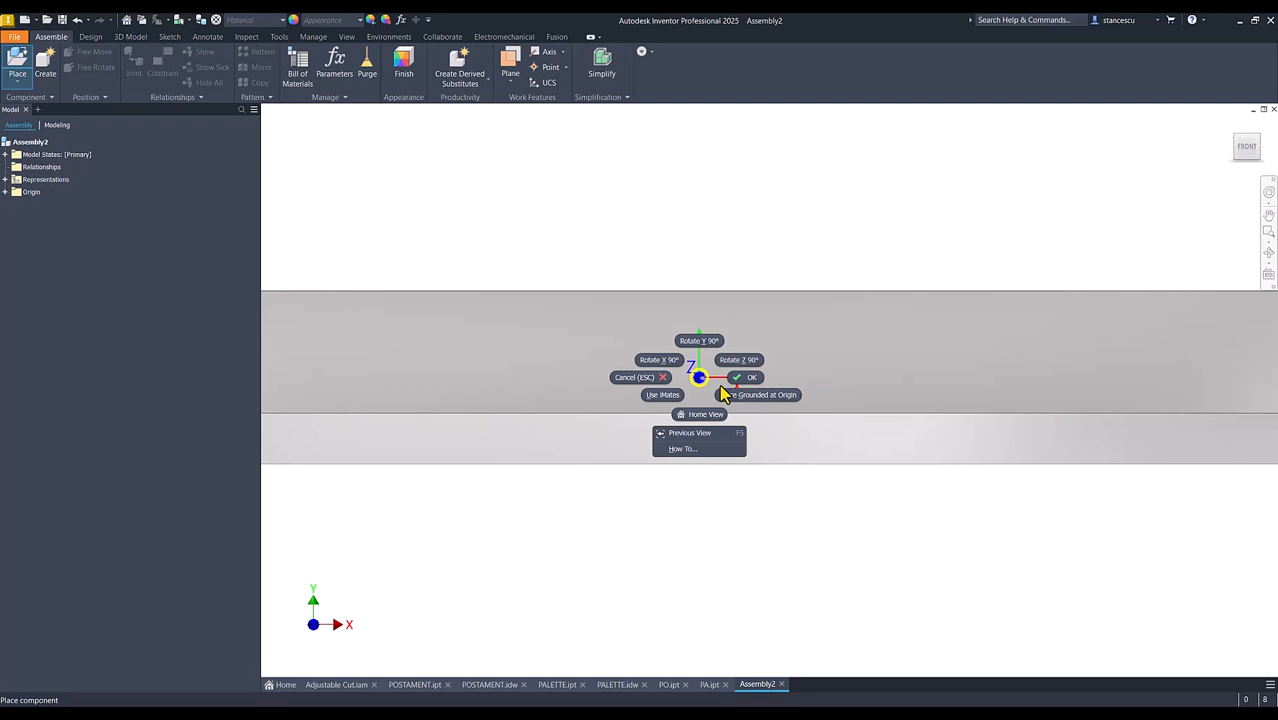 Material
Appearance
Autodesk Inventor Professional 2025 Assembly2
Search Help & Commands...
stancescu
File Assemble Design 3D Model Sketch Annotate Inspect Tools Manage View Environments Collaborate Electromechanical Fusion
Place
Create
Free Move
Free Rotate
Joint
Constrain
Show
Show Sick
Hide All
Pattern
Mirror
Copy
Bill of
Materials
Parameters
Purge
Finish
Create Derived
Substitutes
Plane
Axis
Point
UCS
Simplify
Component Position Relationships Pattern Manage Appearance Productivity Work Features Simplification
Model
Assembly Modeling
Assembly2
Model States: [Primary]
Relationships
Representations
Origin
FRONT
Rotate Y 90°
Rotate X 90°
Rotate Z 90°
Z
Cancel (ESC)
OK
Use iMates
Grounded at Origin
Home View
Previous View F5
How To...
Y
X
Home Adjustable Cut.iam POSTAMENT.ipt POSTAMENT.idw PALETTE.ipt PALETTE.idw PO.ipt PA.ipt Assembly2
Place component
0 8